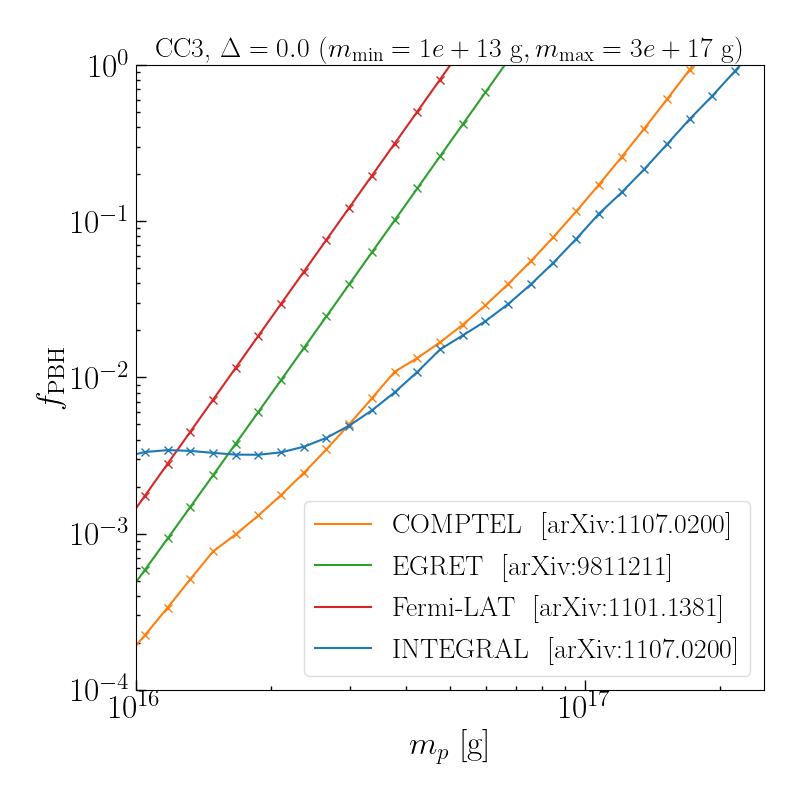 CC3, Δ = 0.0 (m_min = 1e + 13 g, m_max = 3e + 17 g)
10^0
10^−1
10^−2
10^−3
10^−4
f_PBH
COMPTEL [arXiv:1107.0200]
EGRET [arXiv:9811211]
Fermi-LAT [arXiv:1101.1381]
INTEGRAL [arXiv:1107.0200]
10^16
10^17
m_p [g]